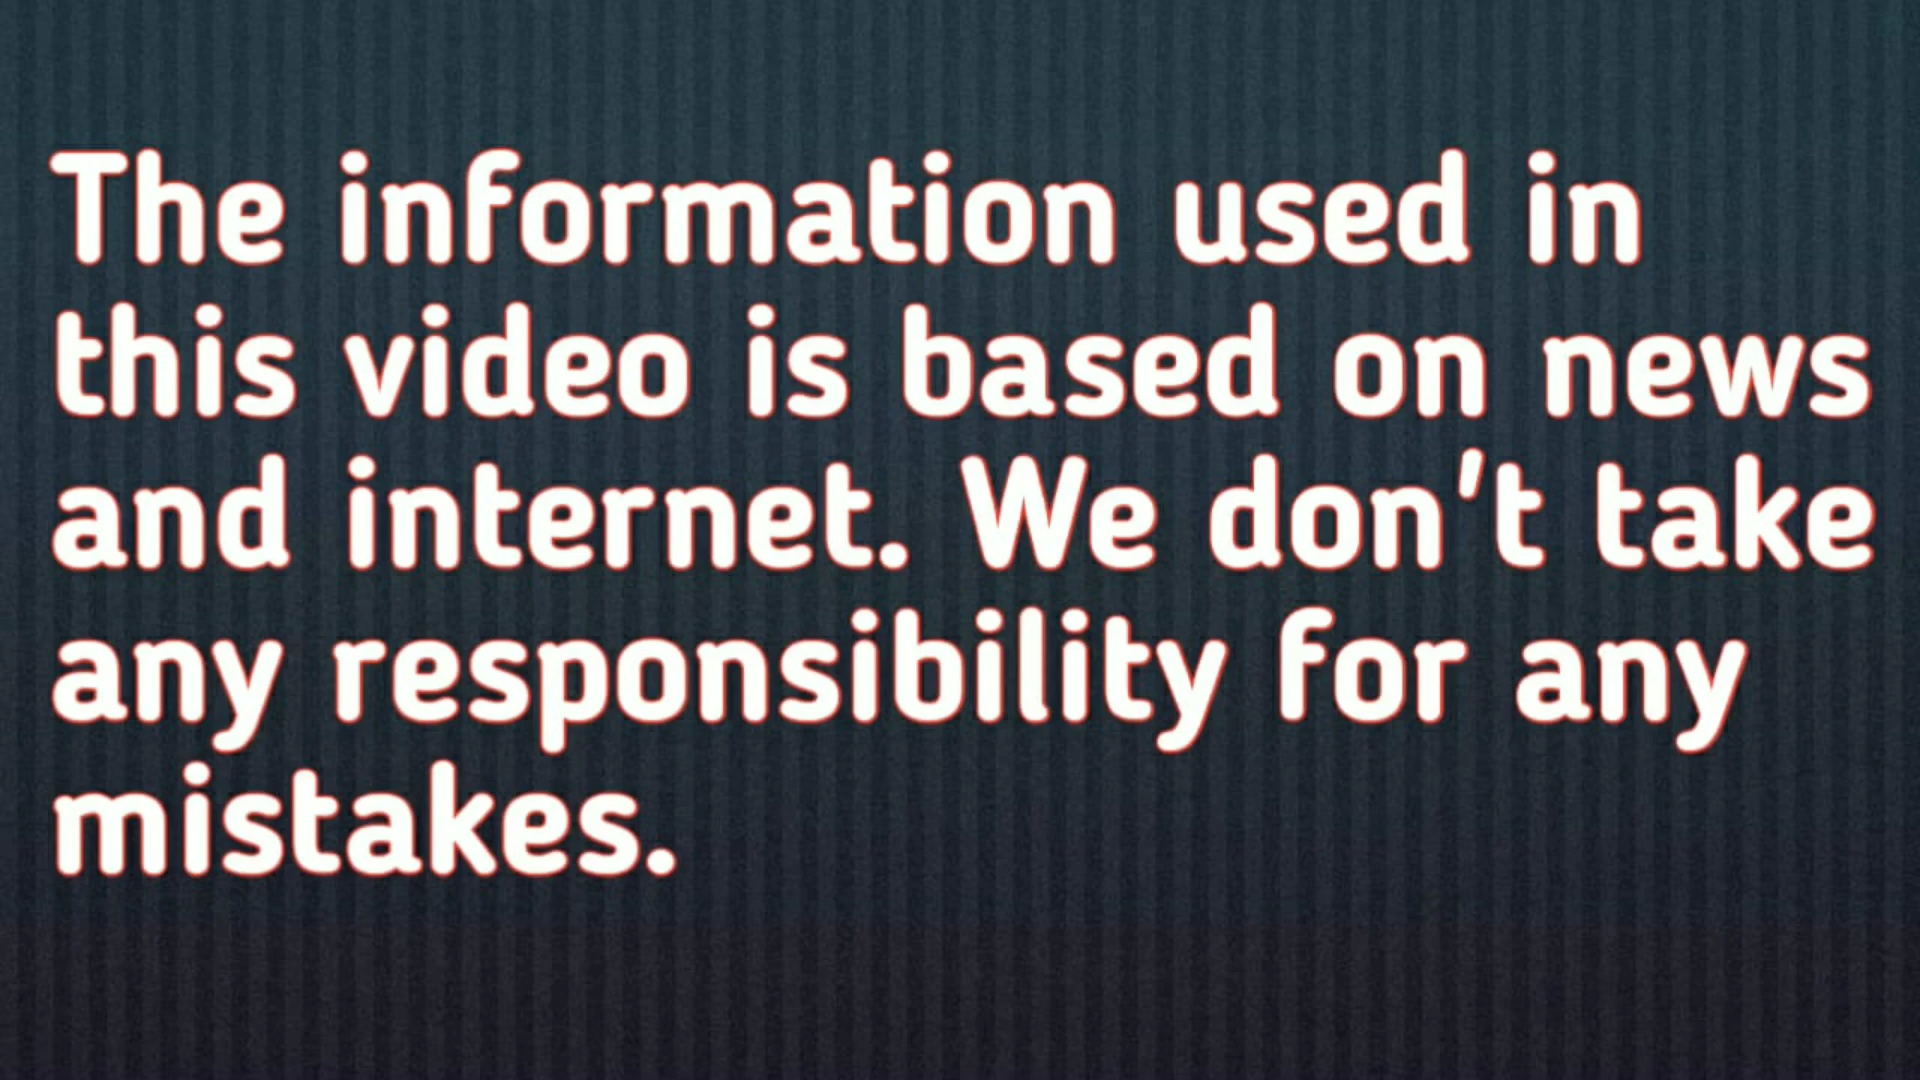 The information used in
this video is based on news
and internet. We don't take
any responsibility for any
mistakes.